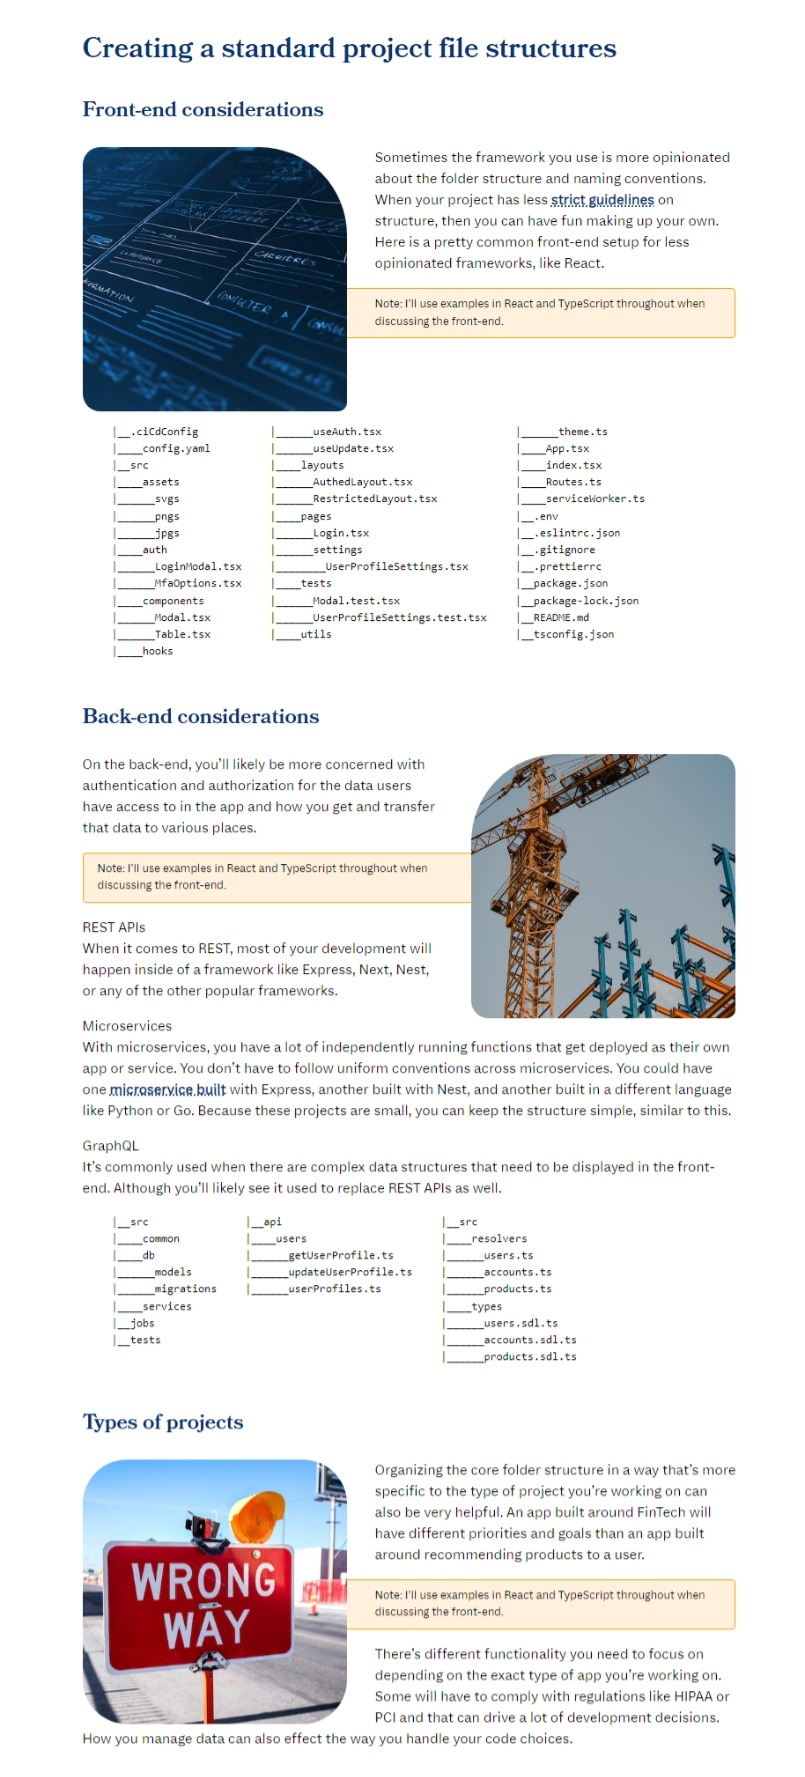 Creating a standard project file structures
Front-end considerations
CARRIÈRES
CONSULTER
Sometimes the framework you use is more opinionated
about the folder structure and naming conventions.
When your project has less strict guidelines on
structure, then you can have fun making up your own.
Here is a pretty common front-end setup for less
opinionated frameworks, like React.
Note: I'll use examples in React and TypeScript throughout when
discussing the front-end.
|__.ciCdConfig
|____config.yaml
|__src
|____assets
|______svgs
|______pngs
|______jpgs
|____auth
|______LoginModal.tsx
|______MfaOptions.tsx
|____components
|______Modal.tsx
|______Table.tsx
|____hooks
|______useAuth.tsx
|______useUpdate.tsx
|____layouts
|______AuthedLayout.tsx
|______RestrictedLayout.tsx
|____pages
|______Login.tsx
|______settings
|________UserProfileSettings.tsx
|____tests
|______Modal.test.tsx
|______UserProfileSettings.test.tsx
|____utils
|______theme.ts
|____App.tsx
|____index.tsx
|____Routes.ts
|____serviceWorker.ts
|__.env
|__.eslintrc.json
|__.gitignore
|__.prettierrc
|__package.json
|__package-lock.json
|__README.md
|__tsconfig.json
Back-end considerations
On the back-end, you'll likely be more concerned with
authentication and authorization for the data users
have access to in the app and how you get and transfer
that data to various places.
Note: I'll use examples in React and TypeScript throughout when
discussing the front-end.
REST APIs
When it comes to REST, most of your development will
happen inside of a framework like Express, Next, Nest,
or any of the other popular frameworks.
Microservices
With microservices, you have a lot of independently running functions that get deployed as their own
app or service. You don't have to follow uniform conventions across microservices. You could have
one microservice built with Express, another built with Nest, and another built in a different language
like Python or Go. Because these projects are small, you can keep the structure simple, similar to this.
GraphQL
It's commonly used when there are complex data structures that need to be displayed in the front-
end. Although you'll likely see it used to replace REST APIs as well.
|__src
|____common
|____db
|______models
|______migrations
|____services
|__jobs
|__tests
|__api
|____users
|______getUserProfile.ts
|______updateUserProfile.ts
|______userProfiles.ts
|__src
|____resolvers
|______users.ts
|______accounts.ts
|______products.ts
|____types
|______users.sdl.ts
|______accounts.sdl.ts
|______products.sdl.ts
Types of projects
WRONG
WAY
Organizing the core folder structure in a way that's more
specific to the type of project you're working on can
also be very helpful. An app built around FinTech will
have different priorities and goals than an app built
around recommending products to a user.
Note: I'll use examples in React and TypeScript throughout when
discussing the front-end.
There's different functionality you need to focus on
depending on the exact type of app you're working on.
Some will have to comply with regulations like HIPAA or
PCI and that can drive a lot of development decisions.
How you manage data can also effect the way you handle your code choices.